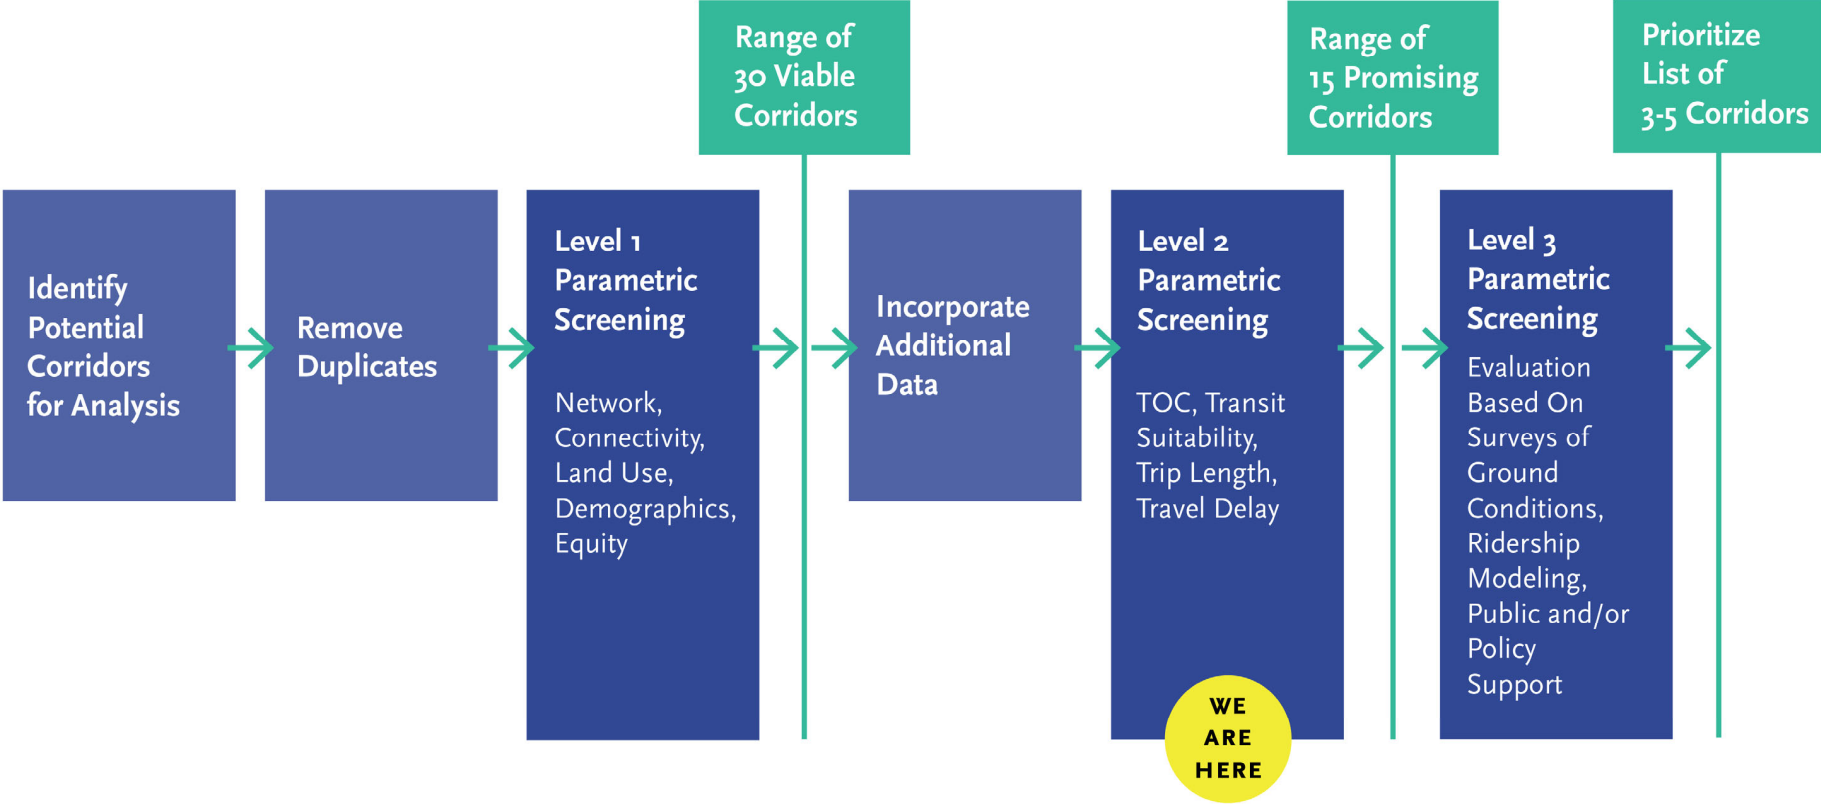 Range of
30 Viable
Corridors
Range of
15 Promising
Corridors
Prioritize
List of
3-5 Corridors
Identify
Potential
Corridors
for Analysis
Remove
Duplicates
Level 1
Parametric
Screening
Network,
Connectivity,
Land Use,
Demographics,
Equity
Incorporate
Additional
Data
Level 2
Parametric
Screening
TOC, Transit
Suitability,
Trip Length,
Travel Delay
Level 3
Parametric
Screening
Evaluation
Based On
Surveys of
Ground
Conditions,
Ridership
Modeling,
Public and/or
Policy
Support
WE
ARE
HERE